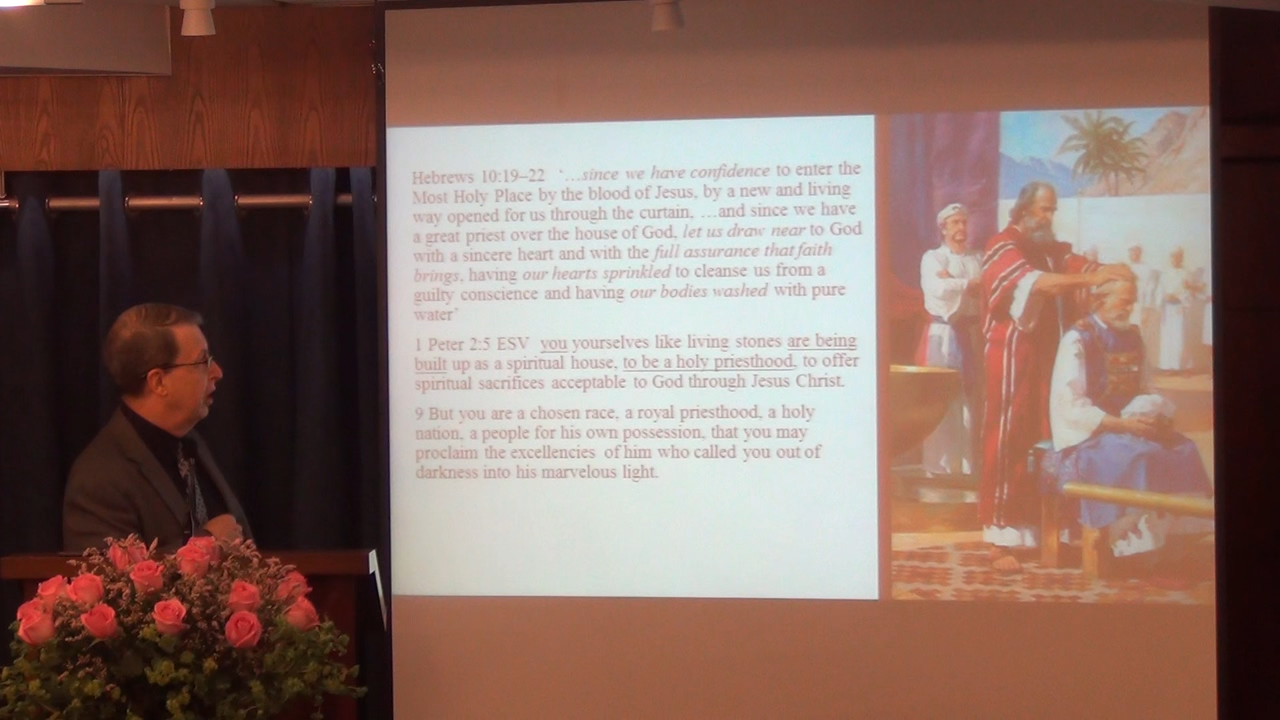 Hebrews 10:19–22 '…since we have confidence to enter the
Most Holy Place by the blood of Jesus, by a new and living
way opened for us through the curtain, …and since we have
a great priest over the house of God, let us draw near to God
with a sincere heart and with the full assurance that faith
brings, having our hearts sprinkled to cleanse us from a
guilty conscience and having our bodies washed with pure
water'
1 Peter 2:5 ESV you yourselves like living stones are being
built up as a spiritual house, to be a holy priesthood, to offer
spiritual sacrifices acceptable to God through Jesus Christ.
9 But you are a chosen race, a royal priesthood, a holy
nation, a people for his own possession, that you may
proclaim the excellencies of him who called you out of
darkness into his marvelous light.